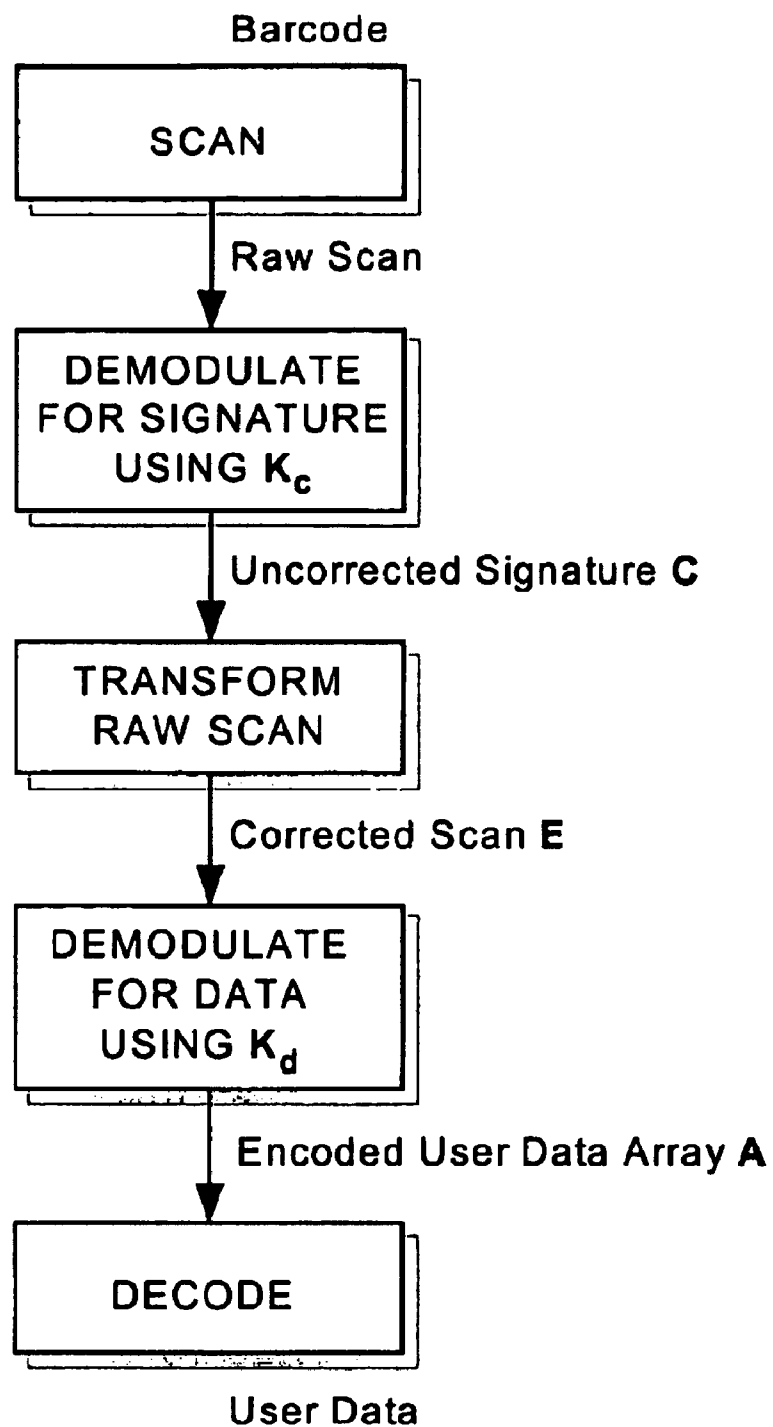 Barcode
SCAN
Raw Scan
DEMODULATE
FOR SIGNATURE
USING Kc
Uncorrected Signature C
TRANSFORM
RAW SCAN
Corrected Scan E
DEMODULATE
FOR DATA
USING Kd
Encoded User Data Array A
DECODE
User Data